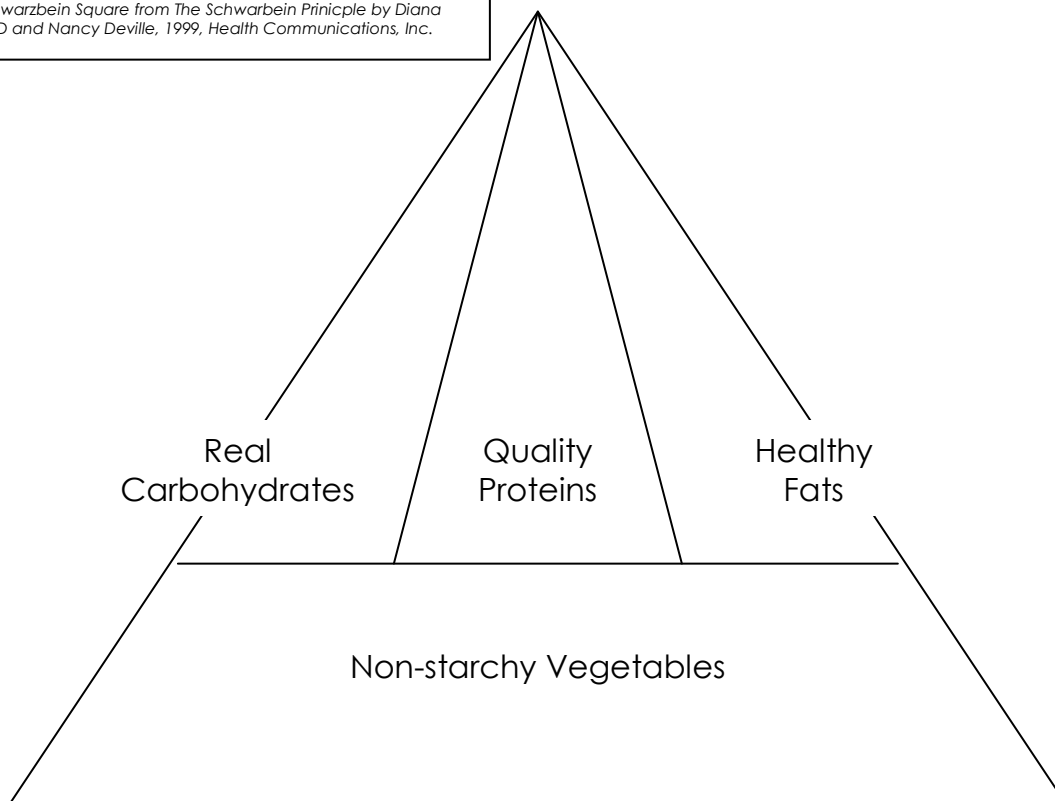 warzbein Square from The Schwarbein Prinicple by Diana
and Nancy Deville, 1999, Health Communications, Inc.
Real
Carbohydrates
Quality
Proteins
Healthy
Fats
Non-starchy Vegetables